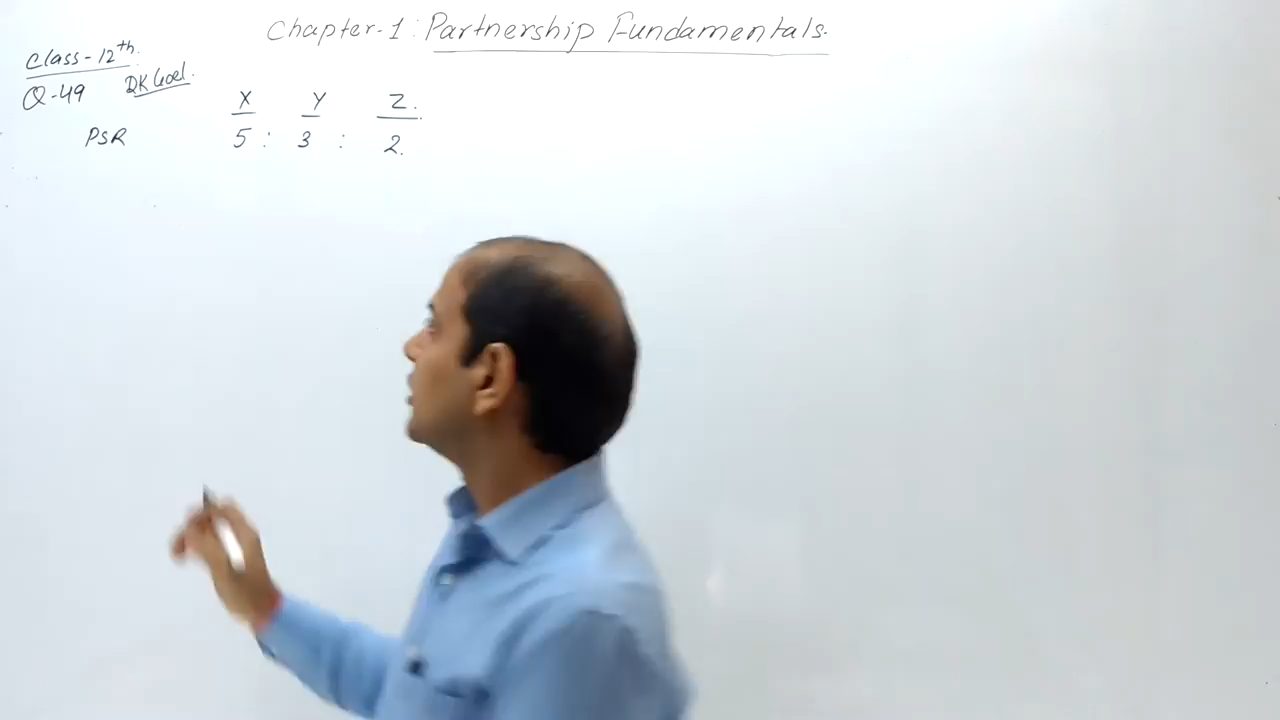 Chapter-1: Partnership Fundamentals.
Class-12th.
Q-49 DK Goel.
X Y Z.
PSR 5 : 3 : 2.